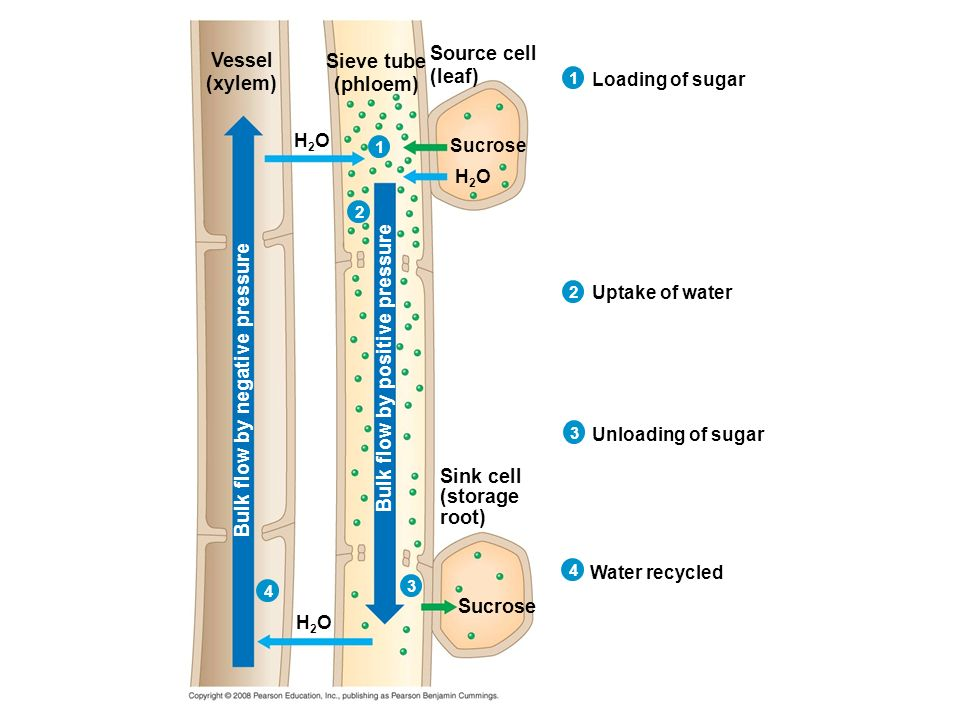 Vessel
(xylem)
Sieve tube
(phloem)
Source cell
(leaf)
1 Loading of sugar
H₂O
1
Sucrose
H₂O
2
2 Uptake of water
Bulk flow by negative pressure
Bulk flow by positive pressure
3 Unloading of sugar
Sink cell
(storage
root)
4 Water recycled
4
3
Sucrose
H₂O
Copyright © 2008 Pearson Education, Inc., publishing as Pearson Benjamin Cummings.